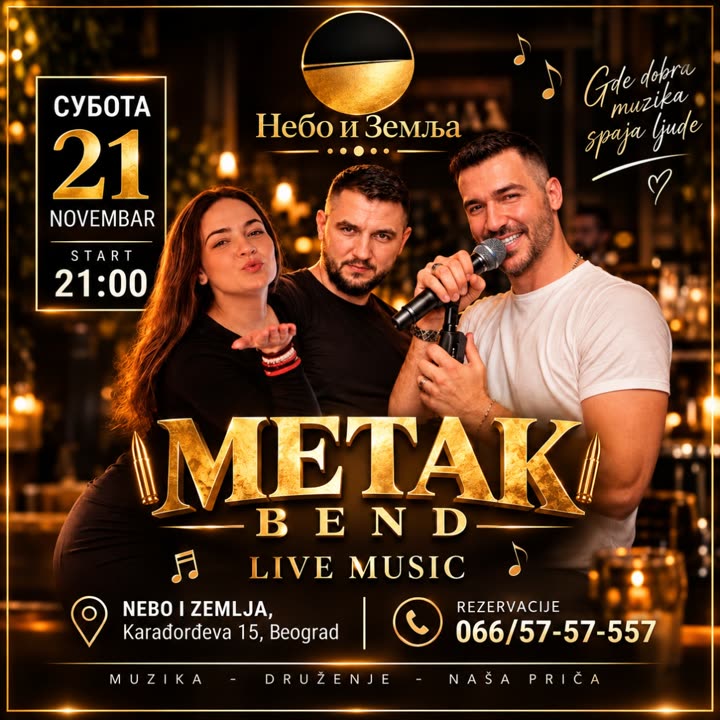 СУБОТА
21
NOVEMBAR
START
21:00
Небо и Земља
Gde dobra
muzika
spaja ljude
METAK
BEND
LIVE MUSIC
NEBO I ZEMLJA,
Karađorđeva 15, Beograd
REZERVACIJE
066/57-57-557
MUZIKA - DRUŽENJE - NAŠA PRIČA